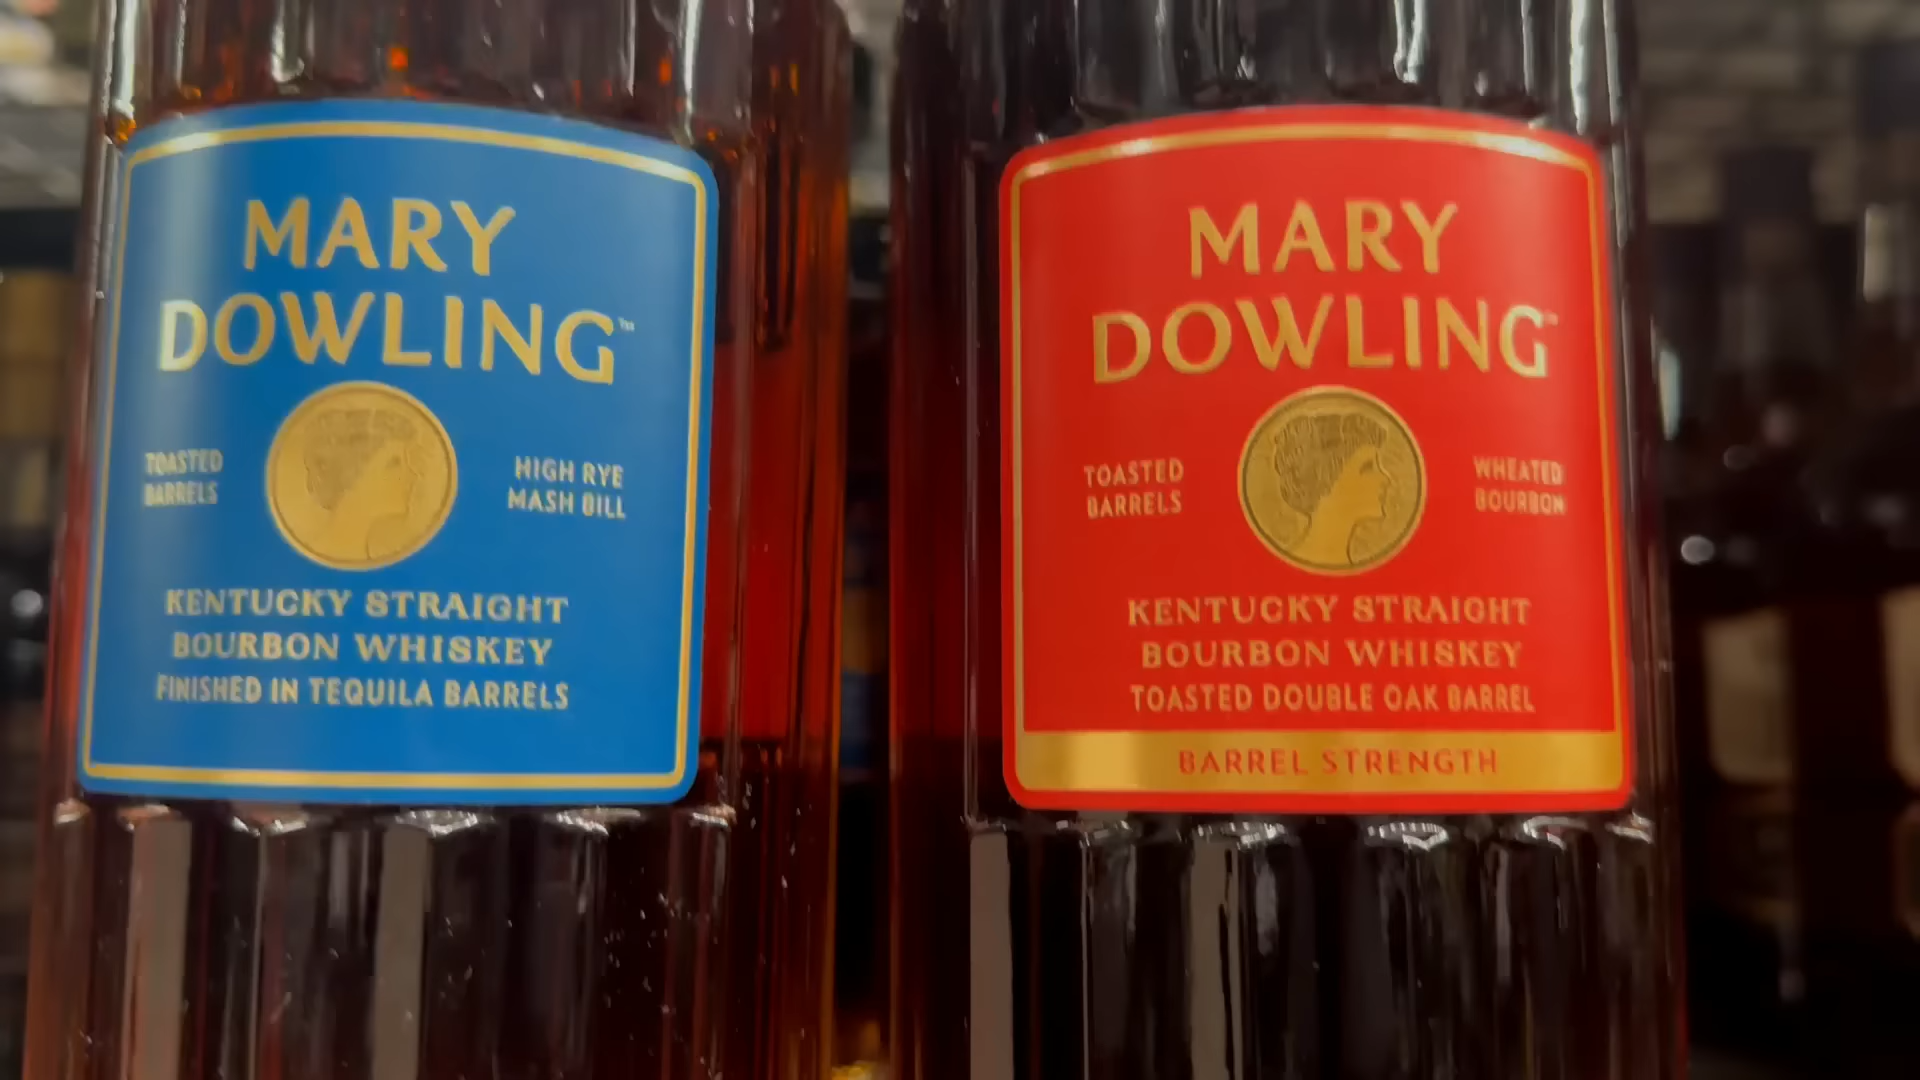 MARY
DOWLING™
TOASTED
BARRELS
HIGH RYE
MASH BILL
KENTUCKY STRAIGHT
BOURBON WHISKEY
FINISHED IN TEQUILA BARRELS
MARY
DOWLING™
TOASTED
BARRELS
WHEATED
BOURBON
KENTUCKY STRAIGHT
BOURBON WHISKEY
TOASTED DOUBLE OAK BARREL
BARREL STRENGTH